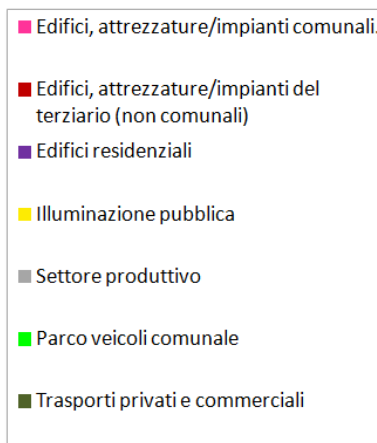 Edifici, attrezzature/impianti comunali.
Edifici, attrezzature/impianti del
terziario (non comunali)
Edifici residenziali
Illuminazione pubblica
Settore produttivo
Parco veicoli comunale
Trasporti privati e commerciali